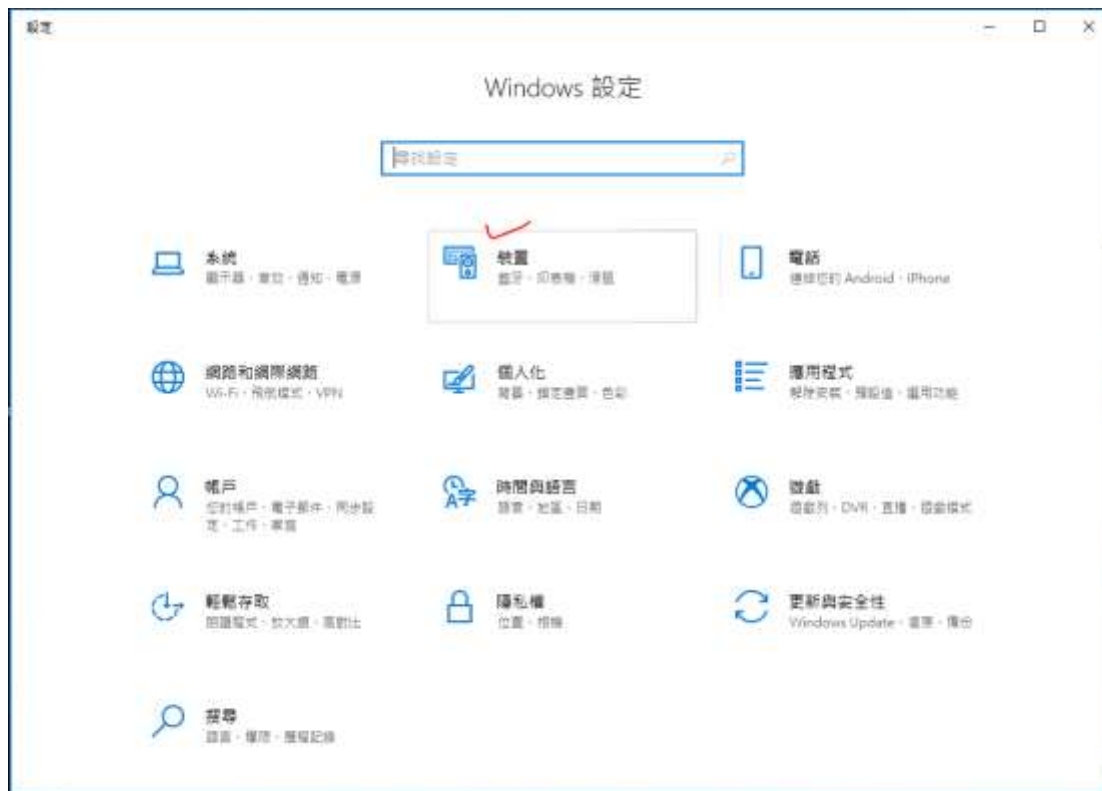 設定
Windows 設定
尋找設定
系統
顯示器、音效、通知、電源
裝置
藍牙、印表機、滑鼠
電話
連結您的 Android、iPhone
網路和網際網路
Wi-Fi、飛航模式、VPN
個人化
背景、鎖定畫面、色彩
應用程式
解除安裝、預設值、選用功能
帳戶
您的帳戶、電子郵件、同步設
定、工作、家庭
時間與語言
語音、地區、日期
遊戲
遊戲列、DVR、直播、遊戲模式
輕鬆存取
朗讀程式、放大鏡、高對比
隱私權
位置、相機
更新與安全性
Windows Update、復原、備份
搜尋
語言、權限、歷程記錄